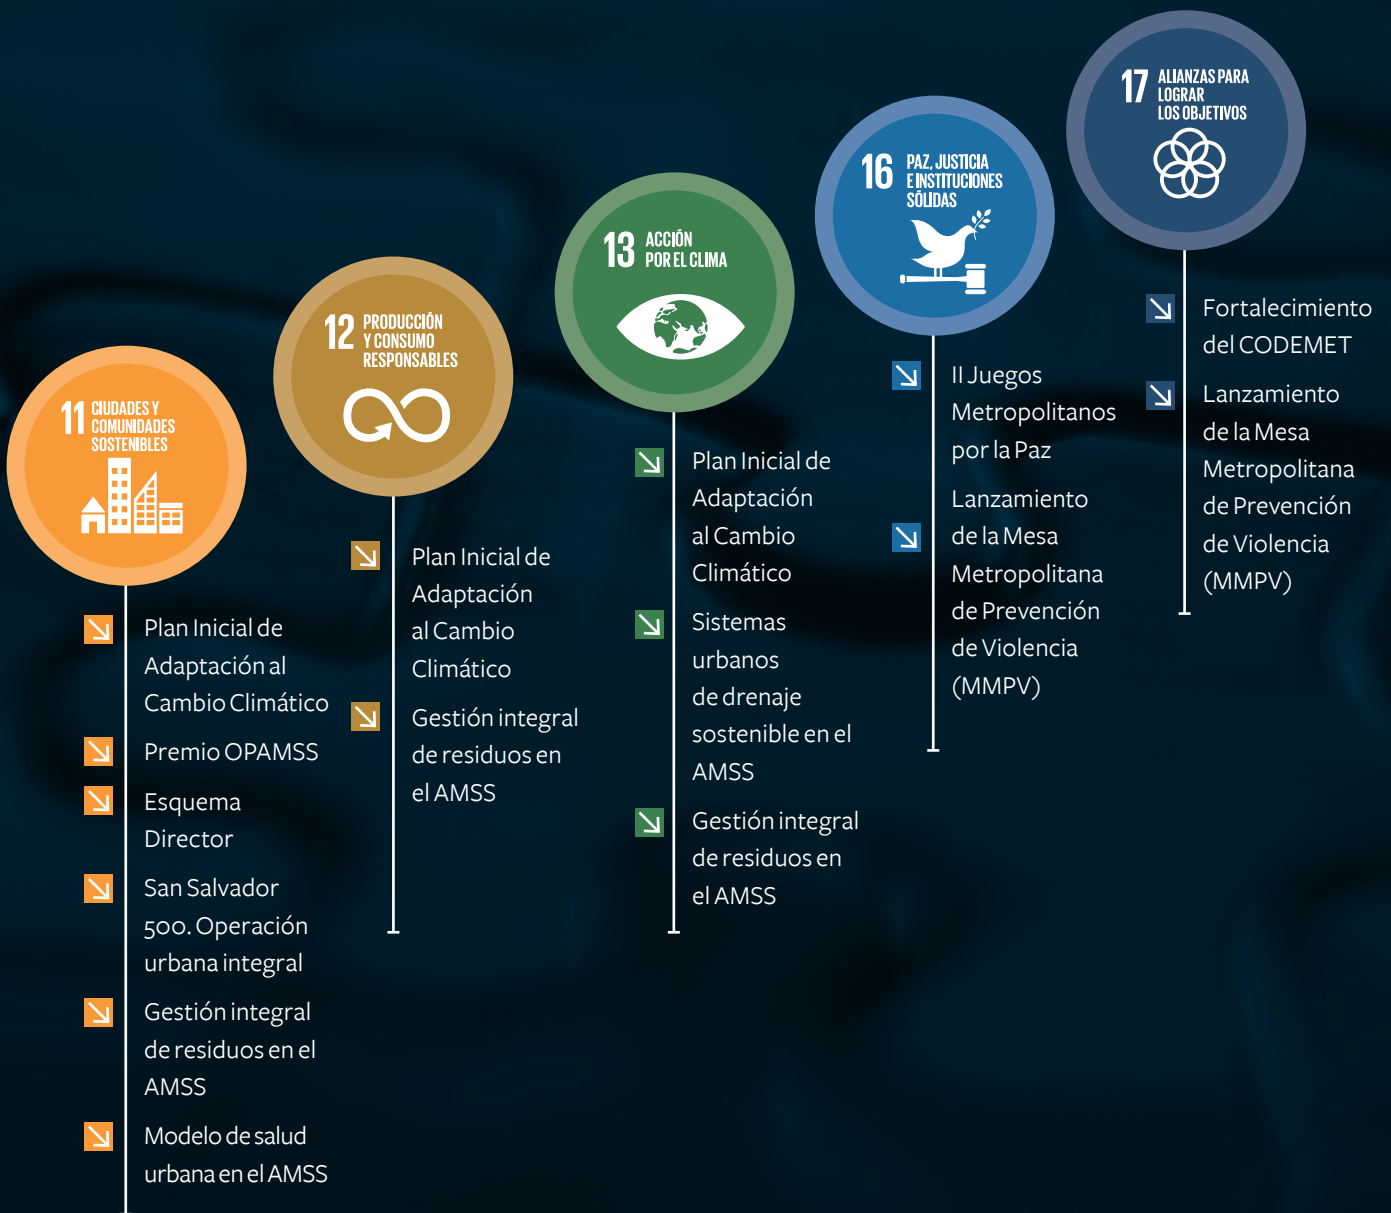 11 CIUDADES Y
COMUNIDADES
SOSTENIBLES
Plan Inicial de
Adaptación al
Cambio Climático
Premio OPAMSS
Esquema
Director
San Salvador
500. Operación
urbana integral
Gestión integral
de residuos en el
AMSS
Modelo de salud
urbana en el AMSS
12 PRODUCCIÓN
Y CONSUMO
RESPONSABLES
Plan Inicial de
Adaptación
al Cambio
Climático
Gestión integral
de residuos en
el AMSS
13 ACCIÓN
POR EL CLIMA
Plan Inicial de
Adaptación
al Cambio
Climático
Sistemas
urbanos
de drenaje
sostenible en el
AMSS
Gestión integral
de residuos en
el AMSS
16 PAZ, JUSTICIA
E INSTITUCIONES
SÓLIDAS
II Juegos
Metropolitanos
por la Paz
Lanzamiento
de la Mesa
Metropolitana
de Prevención
de Violencia
(MMPV)
17 ALIANZAS PARA
LOGRAR
LOS OBJETIVOS
Fortalecimiento
del CODEMET
Lanzamiento
de la Mesa
Metropolitana
de Prevención
de Violencia
(MMPV)